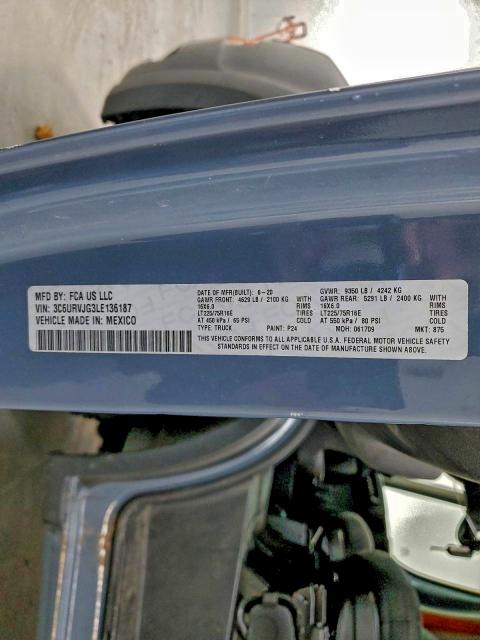 MFD BY: FCA US LLC
VIN: 3C6URVJG3LE136187
VEHICLE MADE IN: MEXICO
DATE OF MFR(BUILT): 6-20
GVWR: 9350 LB / 4242 KG
GAWR FRONT: 4629 LB / 2100 KG WITH
GAWR REAR: 5291 LB / 2400 KG WITH
16X6.0 RIMS
16X6.0 RIMS
LT225/75R16E TIRES
LT225/75R16E TIRES
AT 450 kPa / 65 PSI COLD
AT 550 kPa / 80 PSI COLD
TYPE: TRUCK PAINT: P24
MDH: 061709 MKT: 875
THIS VEHICLE CONFORMS TO ALL APPLICABLE U.S.A. FEDERAL MOTOR VEHICLE SAFETY
STANDARDS IN EFFECT ON THE DATE OF MANUFACTURE SHOWN ABOVE.